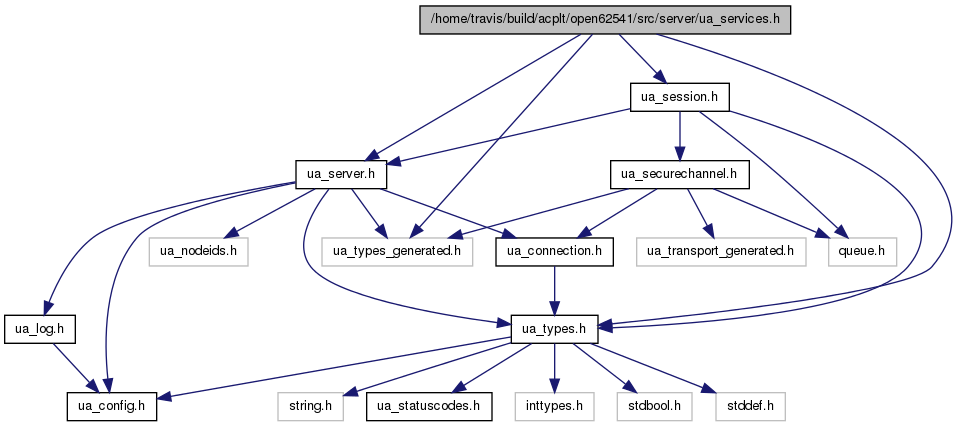 /home/travis/build/acplt/open62541/src/server/ua_services.h
ua_session.h
ua_server.h
ua_securechannel.h
ua_nodeids.h
ua_types_generated.h
ua_connection.h
ua_transport_generated.h
queue.h
ua_log.h
ua_types.h
ua_config.h
string.h
ua_statuscodes.h
inttypes.h
stdbool.h
stddef.h